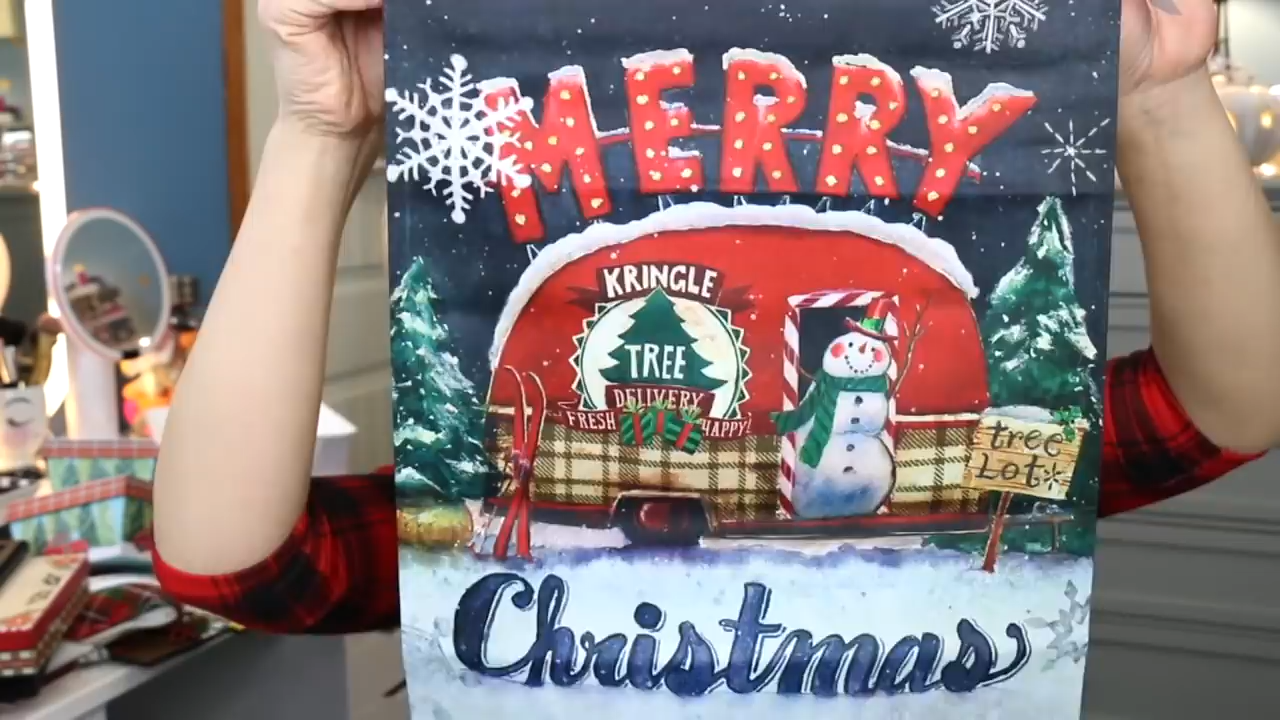 MERRY
KRINGLE
TREE
DELIVERY
FRESH HAPPY!
tree
Lot
Christmas